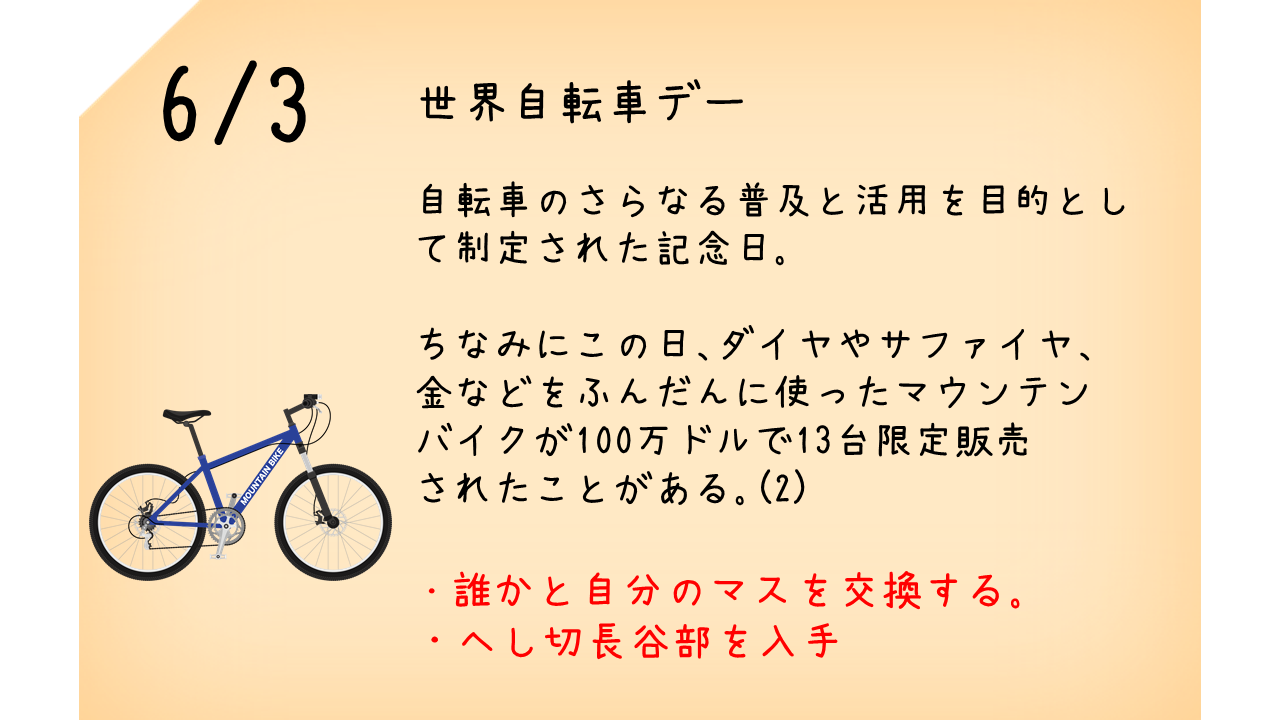 6/3
世界自転車デー
自転車のさらなる普及と活用を目的とし
て制定された記念日。
ちなみにこの日、ダイヤやサファイヤ、
金などをふんだんに使ったマウンテン
バイクが100万ドルで13台限定販売
されたことがある。(2)
MOUNTAIN BIKE
・誰かと自分のマスを交換する。
・へし切長谷部を入手